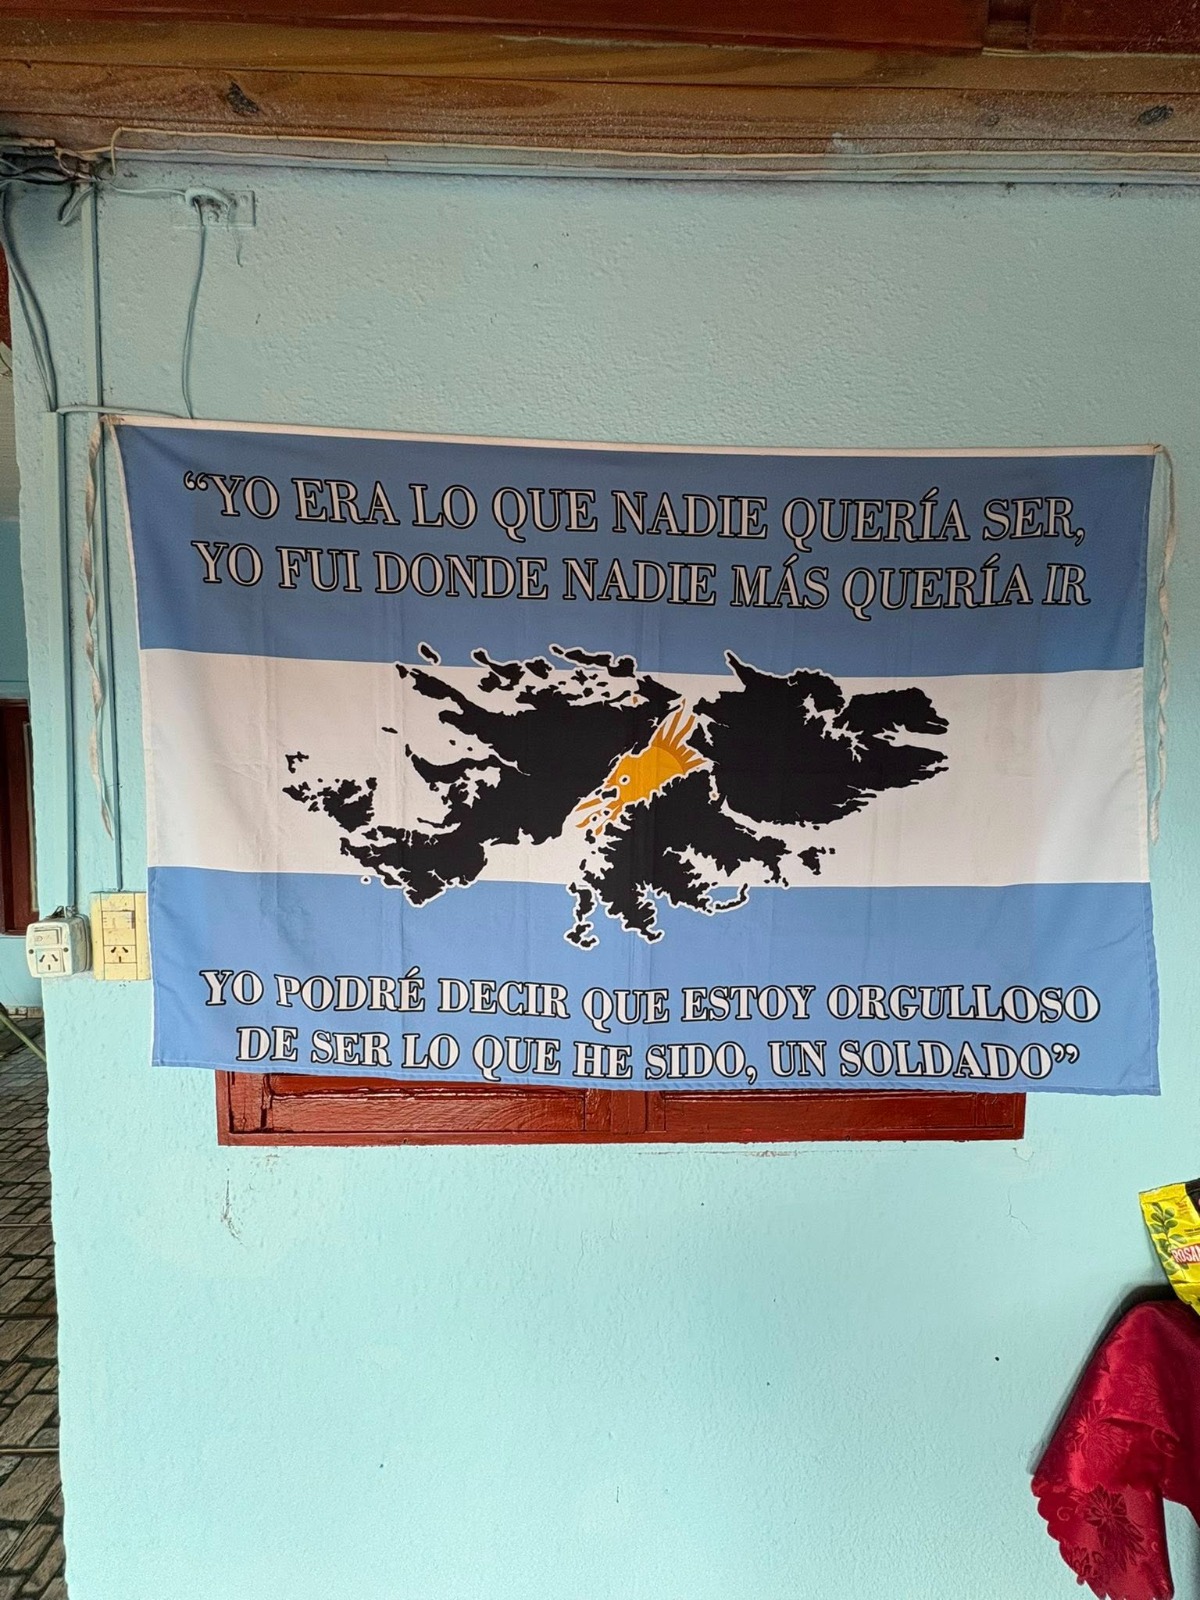 “YO ERA LO QUE NADIE QUERÍA SER,
YO FUI DONDE NADIE MÁS QUERÍA IR
YO PODRÉ DECIR QUE ESTOY ORGULLOSO
DE SER LO QUE HE SIDO, UN SOLDADO”